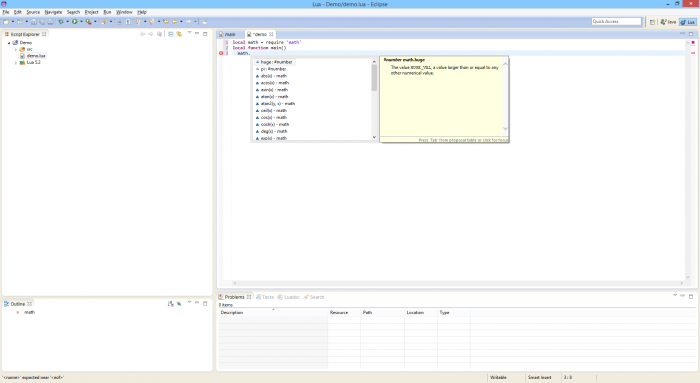 Lua - Demo/demo.lua - Eclipse
File Edit Source Navigate Search Project Run Window Help
Quick Access
Java
Lua
Script Explorer
Demo
src
demo.lua
Lua 5.2
main
*demo
1 local math = require 'math'
2 local function main()
3 math.
huge : #number
pi : #number
abs(x) - math
acos(x) - math
asin(x) - math
atan(x) - math
atan2(y, x) - math
ceil(x) - math
cos(x) - math
cosh(x) - math
deg(x) - math
exp(x) - math
#number math.huge
The value HUGE_VAL, a value larger than or equal to any
other numerical value.
Press 'Tab' from proposal table or click for focus
Outline
math
Problems
Tasks
Loader
Search
0 items
Description Resource Path Location Type
'<name>' expected near '<eof>'
Writable
Smart Insert
3 : 8